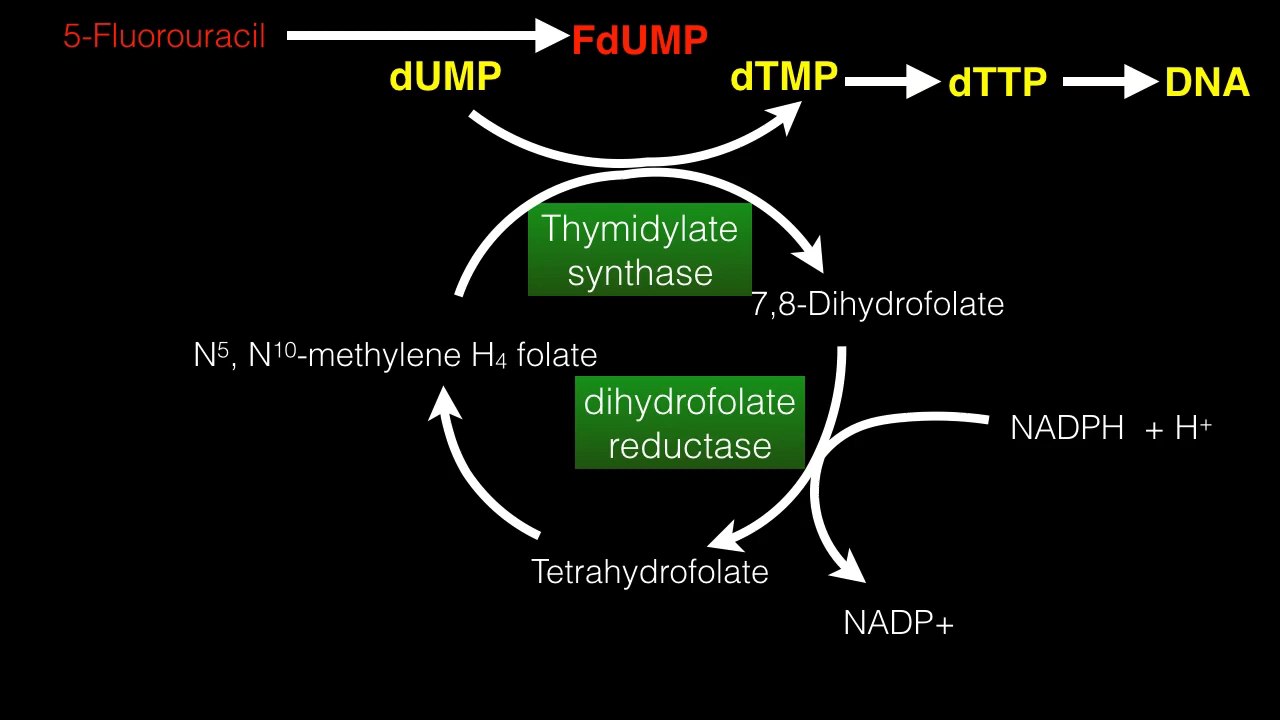 5-Fluorouracil
FdUMP
dUMP
dTMP
dTTP
DNA
Thymidylate
synthase
7,8-Dihydrofolate
N⁵, N¹⁰-methylene H₄ folate
dihydrofolate
reductase
NADPH + H⁺
Tetrahydrofolate
NADP+